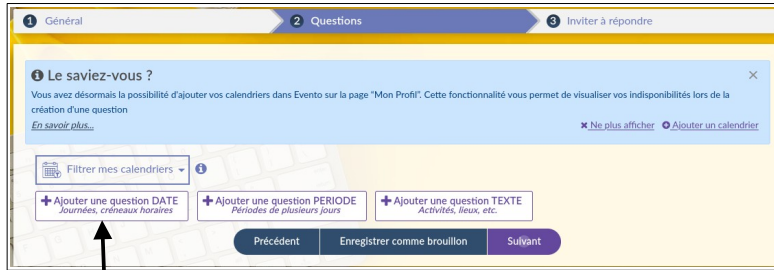 1 Général
2 Questions
3 Inviter à répondre
Le saviez-vous ?
Vous avez désormais la possibilité d'ajouter vos calendriers dans Evento sur la page "Mon Profil". Cette fonctionnalité vous permet de visualiser vos indisponibilités lors de la
création d'une question
En savoir plus...
Ne plus afficher Ajouter un calendrier
Filtrer mes calendriers
Ajouter une question DATE
Journées, créneaux horaires
Ajouter une question PERIODE
Périodes de plusieurs jours
Ajouter une question TEXTE
Activités, lieux, etc.
Précédent Enregistrer comme brouillon Suivant